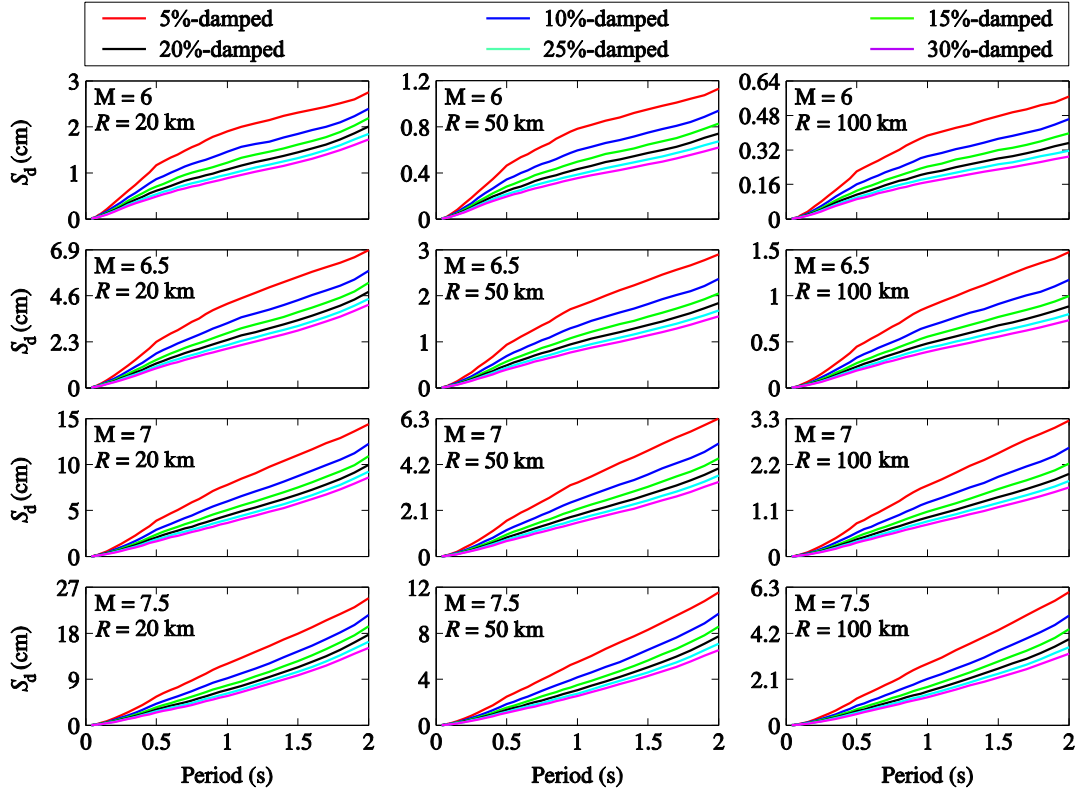 5%-damped 10%-damped 15%-damped
20%-damped 25%-damped 30%-damped
3 1.2 0.64
M = 6 M = 6 M = 6
R = 20 km R = 50 km R = 100 km
2 0.8 0.48
0.32
1 0.4 0.16
0 0 0
S_d (cm)
6.9 3 1.5
M = 6.5 M = 6.5 M = 6.5
R = 20 km R = 50 km R = 100 km
4.6 2 1
2.3 1 0.5
0 0 0
S_d (cm)
15 6.3 3.3
M = 7 M = 7 M = 7
R = 20 km R = 50 km R = 100 km
10 4.2 2.2
5 2.1 1.1
0 0 0
S_d (cm)
27 12 6.3
M = 7.5 M = 7.5 M = 7.5
R = 20 km R = 50 km R = 100 km
18 8 4.2
9 4 2.1
0 0 0
S_d (cm)
0 0.5 1 1.5 2 0 0.5 1 1.5 2 0 0.5 1 1.5 2
Period (s) Period (s) Period (s)